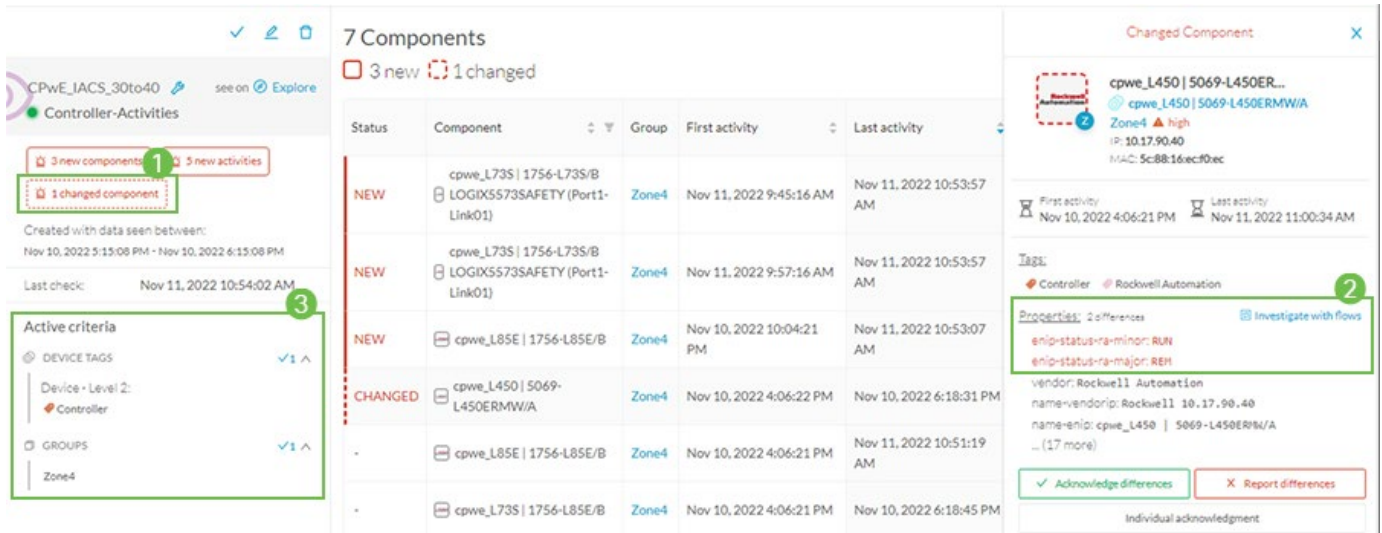 CPwE_IACS_30to40 see on Explore
Controller-Activities
3 new components 5 new activities
1
1 changed component
Created with data seen between:
Nov 10, 2022 5:15:08 PM - Nov 10, 2022 6:15:08 PM
Last check: Nov 11, 2022 10:54:02 AM
3
Active criteria
DEVICE TAGS 1
Device - Level 2:
Controller
GROUPS 1
Zone4
7 Components
3 new 1 changed
Status Component Group First activity Last activity
NEW cpwe_L73S | 1756-L73S/B LOGIX5573SAFETY (Port1-Link01) Zone4 Nov 11, 2022 9:45:16 AM Nov 11, 2022 10:53:57 AM
NEW cpwe_L73S | 1756-L73S/B LOGIX5573SAFETY (Port1-Link01) Zone4 Nov 11, 2022 9:57:16 AM Nov 11, 2022 10:53:57 AM
NEW cpwe_L85E | 1756-L85E/B Zone4 Nov 10, 2022 10:04:21 PM Nov 11, 2022 10:53:07 AM
CHANGED cpwe_L450 | 5069-L450ERMW/A Zone4 Nov 10, 2022 4:06:22 PM Nov 10, 2022 6:18:31 PM
- cpwe_L85E | 1756-L85E/B Zone4 Nov 10, 2022 4:06:21 PM Nov 11, 2022 10:51:19 AM
- cpwe_L73S | 1756-L85E/B Zone4 Nov 10, 2022 4:06:21 PM Nov 10, 2022 6:18:45 PM
Changed Component
Rockwell Automation
Z
cpwe_L450 | 5069-L450ER...
cpwe_L450 | 5069-L450ERMW/A
Zone4 high
IP: 10.17.90.40
MAC: 5c:88:16:ec:f0:ec
First activity Last activity
Nov 10, 2022 4:06:21 PM Nov 11, 2022 11:00:34 AM
Tags:
Controller Rockwell Automation
2
Properties: 2 differences Investigate with flows
enip-status-ra-minor: RUN
enip-status-ra-major: REM
vendor: Rockwell Automation
name-vendorip: Rockwell 10.17.90.40
name-enip: cpwe_L450 | 5069-L450ERMW/A
... (17 more)
Acknowledge differences Report differences
Individual acknowledgment